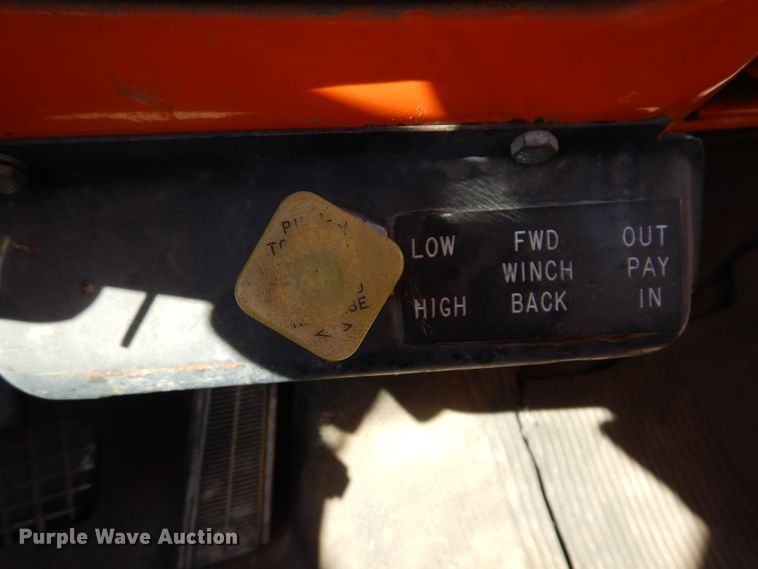 LOW FWD OUT
WINCH PAY
HIGH BACK IN
< >
Purple Wave Auction